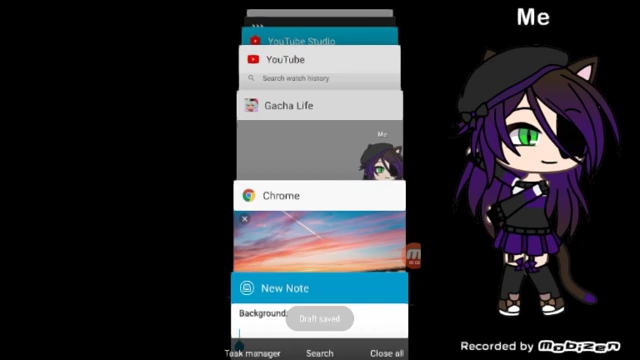 Me
YouTube Studio
YouTube
Search watch history
Gacha Life
Me
Chrome
New Note
Background:
Draft saved
Task manager Search Close all
Recorded by Mobizen